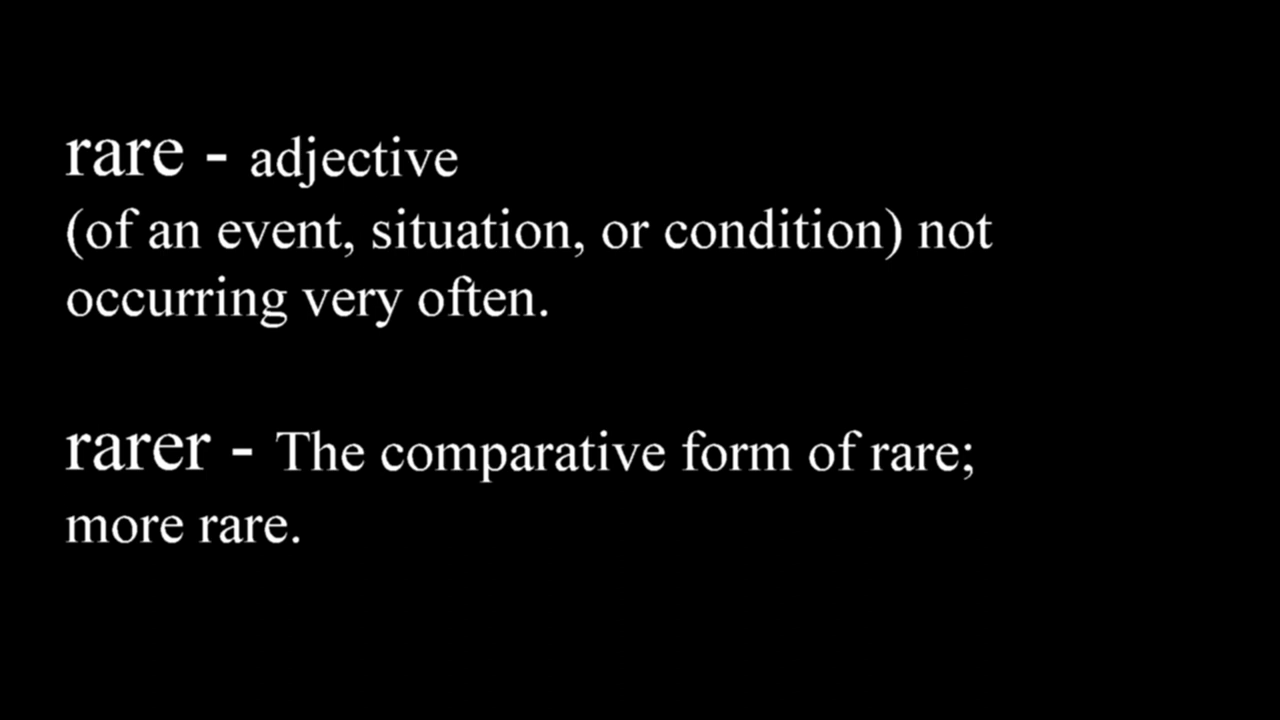 rare - adjective
(of an event, situation, or condition) not
occurring very often.
rarer - The comparative form of rare;
more rare.